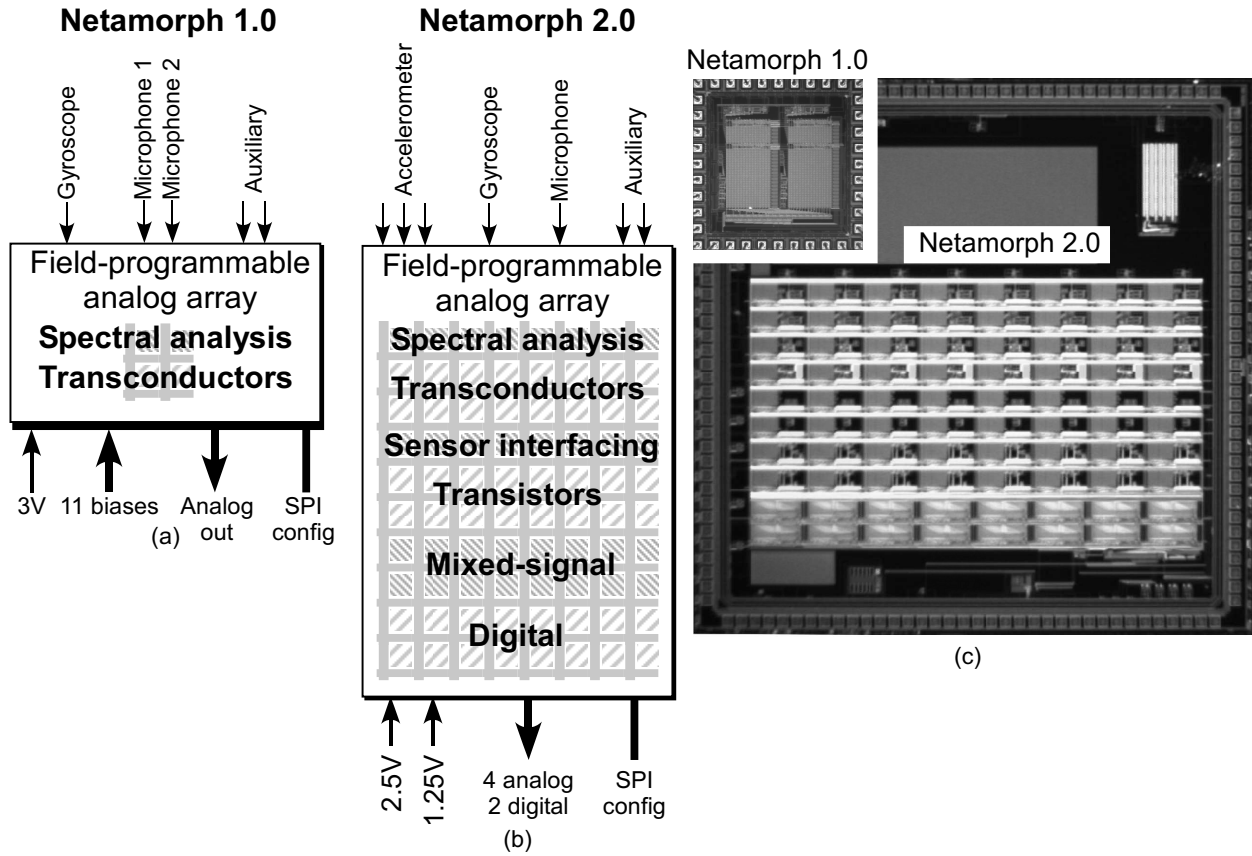 Netamorph 1.0
Gyroscope
Microphone 1
Microphone 2
Auxiliary
Field-programmable
analog array
Spectral analysis
Transconductors
3V
11 biases
Analog
out
SPI
config
(a)
Netamorph 2.0
Accelerometer
Gyroscope
Microphone
Auxiliary
Field-programmable
analog array
Spectral analysis
Transconductors
Sensor interfacing
Transistors
Mixed-signal
Digital
2.5V
1.25V
4 analog
2 digital
SPI
config
(b)
Netamorph 1.0
Netamorph 2.0
(c)